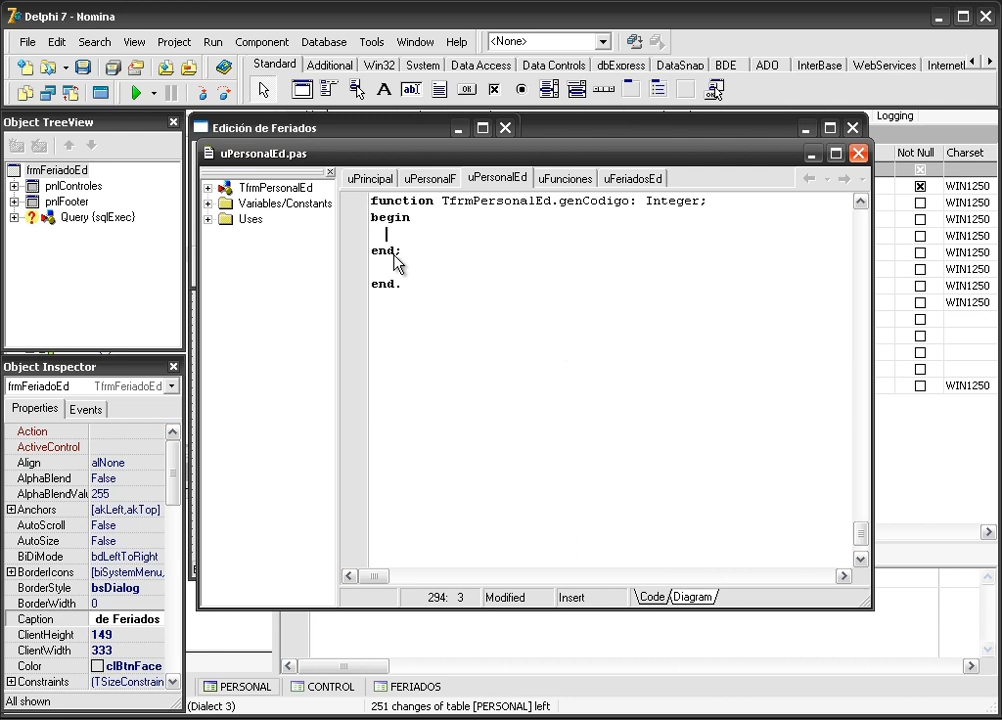 Delphi 7 - Nomina
File Edit Search View Project Run Component Database Tools Window Help <None>
Standard Additional Win32 System Data Access Data Controls dbExpress DataSnap BDE ADO InterBase WebServices InternetE
Object TreeView
frmFeriadoEd
pnlControles
pnlFooter
Query {sqlExec}
Edición de Feriados
uPersonalEd.pas
TfrmPersonalEd
Variables/Constants
Uses
uPrincipal uPersonalF uPersonalEd uFunciones uFeriadosEd
function TfrmPersonalEd.genCodigo: Integer;
begin
end;
end.
294: 3 Modified Insert Code Diagram
Logging
Not Null Charset
WIN1250
WIN1250
WIN1250
WIN1250
WIN1250
WIN1250
WIN1250
WIN1250
WIN1250
Object Inspector
frmFeriadoEd TfrmFeriadoEd
Properties Events
Action
ActiveControl
Align alNone
AlphaBlend False
AlphaBlendValu 255
Anchors [akLeft,akTop]
AutoScroll False
AutoSize False
BiDiMode bdLeftToRight
BorderIcons [biSystemMenu,
BorderStyle bsDialog
BorderWidth 0
Caption de Feriados
ClientHeight 149
ClientWidth 333
Color clBtnFace
Constraints (TSizeConstrain
All shown
PERSONAL CONTROL FERIADOS
(Dialect 3) 251 changes of table [PERSONAL] left